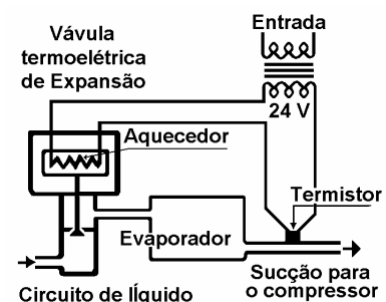 Entrada
Vávula
termoelétrica
de Expansão
24 V
Aquecedor
Termistor
Evaporador
Sucção para
o compressor
Circuito de líquido